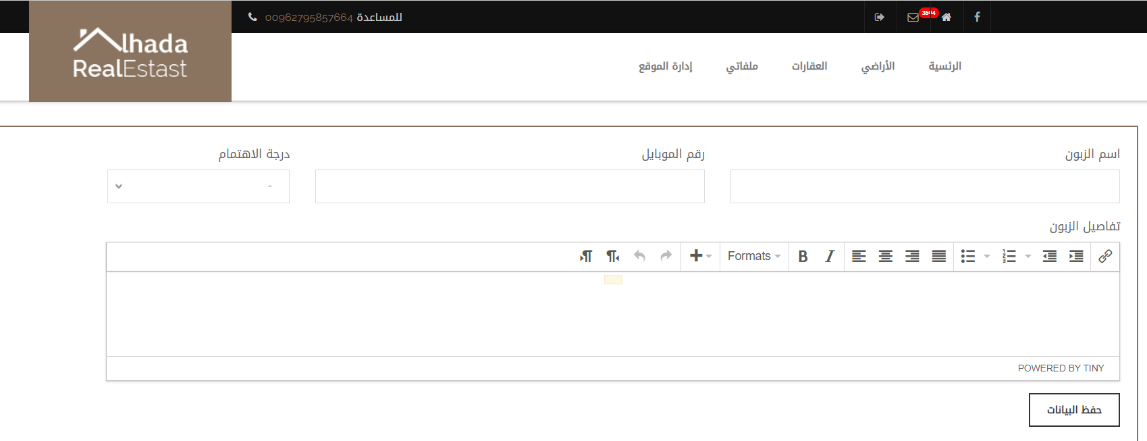 للمساعدة 00962795857664
Alhada
RealEstast
الرئسية
الأراضي
العقارات
ملفاتي
إدارة الموقع
اسم الزبون
رقم الموبايل
درجة الاهتمام
-
تفاصيل الزبون
Formats
POWERED BY TINY
حفظ البيانات